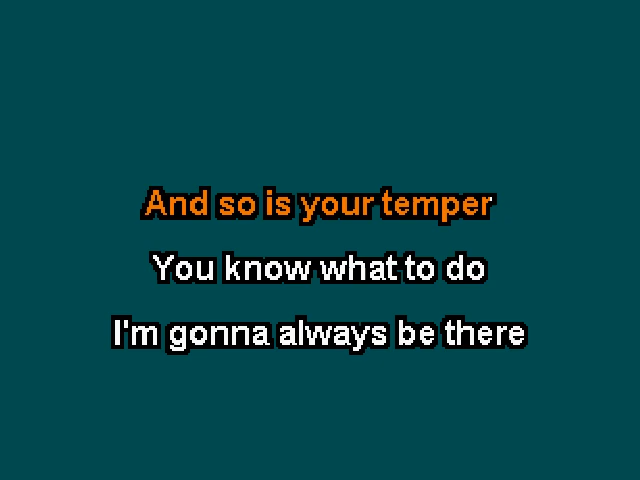 And so is your temper
You know what to do
I'm gonna always be there